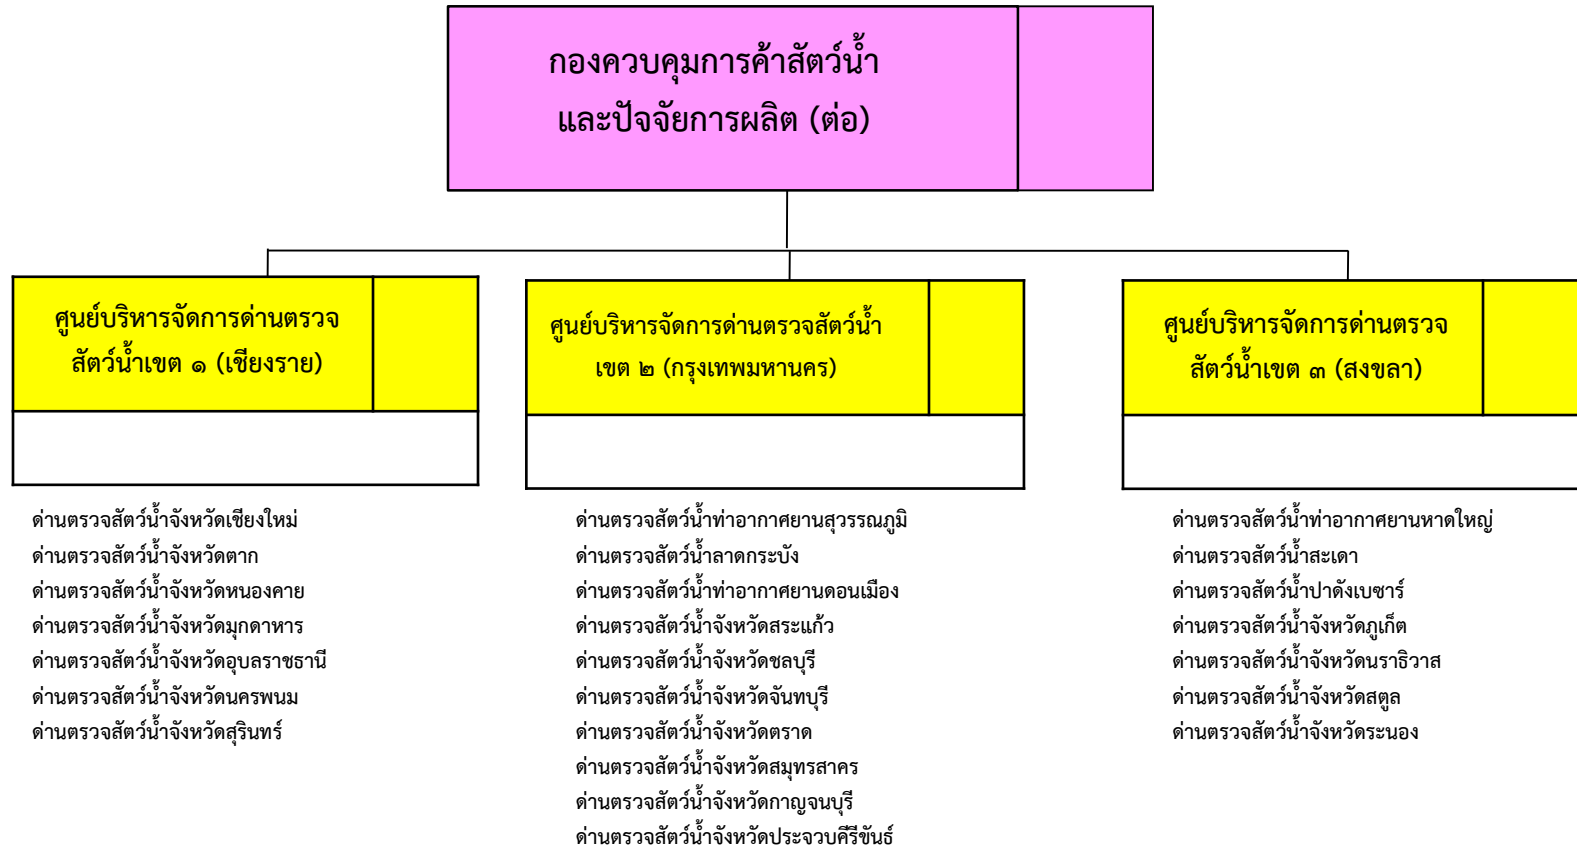 กองควบคุมการค้าสัตว์น้ำ
และปัจจัยการผลิต (ต่อ)
ศูนย์บริหารจัดการด่านตรวจ
สัตว์น้ำเขต ๑ (เชียงราย)
ด่านตรวจสัตว์น้ำจังหวัดเชียงใหม่
ด่านตรวจสัตว์น้ำจังหวัดตาก
ด่านตรวจสัตว์น้ำจังหวัดหนองคาย
ด่านตรวจสัตว์น้ำจังหวัดมุกดาหาร
ด่านตรวจสัตว์น้ำจังหวัดอุบลราชธานี
ด่านตรวจสัตว์น้ำจังหวัดนครพนม
ด่านตรวจสัตว์น้ำจังหวัดสุรินทร์
ศูนย์บริหารจัดการด่านตรวจสัตว์น้ำ
เขต ๒ (กรุงเทพมหานคร)
ด่านตรวจสัตว์น้ำท่าอากาศยานสุวรรณภูมิ
ด่านตรวจสัตว์น้ำลาดกระบัง
ด่านตรวจสัตว์น้ำท่าอากาศยานดอนเมือง
ด่านตรวจสัตว์น้ำจังหวัดสระแก้ว
ด่านตรวจสัตว์น้ำจังหวัดชลบุรี
ด่านตรวจสัตว์น้ำจังหวัดจันทบุรี
ด่านตรวจสัตว์น้ำจังหวัดตราด
ด่านตรวจสัตว์น้ำจังหวัดสมุทรสาคร
ด่านตรวจสัตว์น้ำจังหวัดกาญจนบุรี
ด่านตรวจสัตว์น้ำจังหวัดประจวบคีรีขันธ์
ศูนย์บริหารจัดการด่านตรวจ
สัตว์น้ำเขต ๓ (สงขลา)
ด่านตรวจสัตว์น้ำท่าอากาศยานหาดใหญ่
ด่านตรวจสัตว์น้ำสะเดา
ด่านตรวจสัตว์น้ำปาดังเบซาร์
ด่านตรวจสัตว์น้ำจังหวัดภูเก็ต
ด่านตรวจสัตว์น้ำจังหวัดนราธิวาส
ด่านตรวจสัตว์น้ำจังหวัดสตูล
ด่านตรวจสัตว์น้ำจังหวัดระนอง